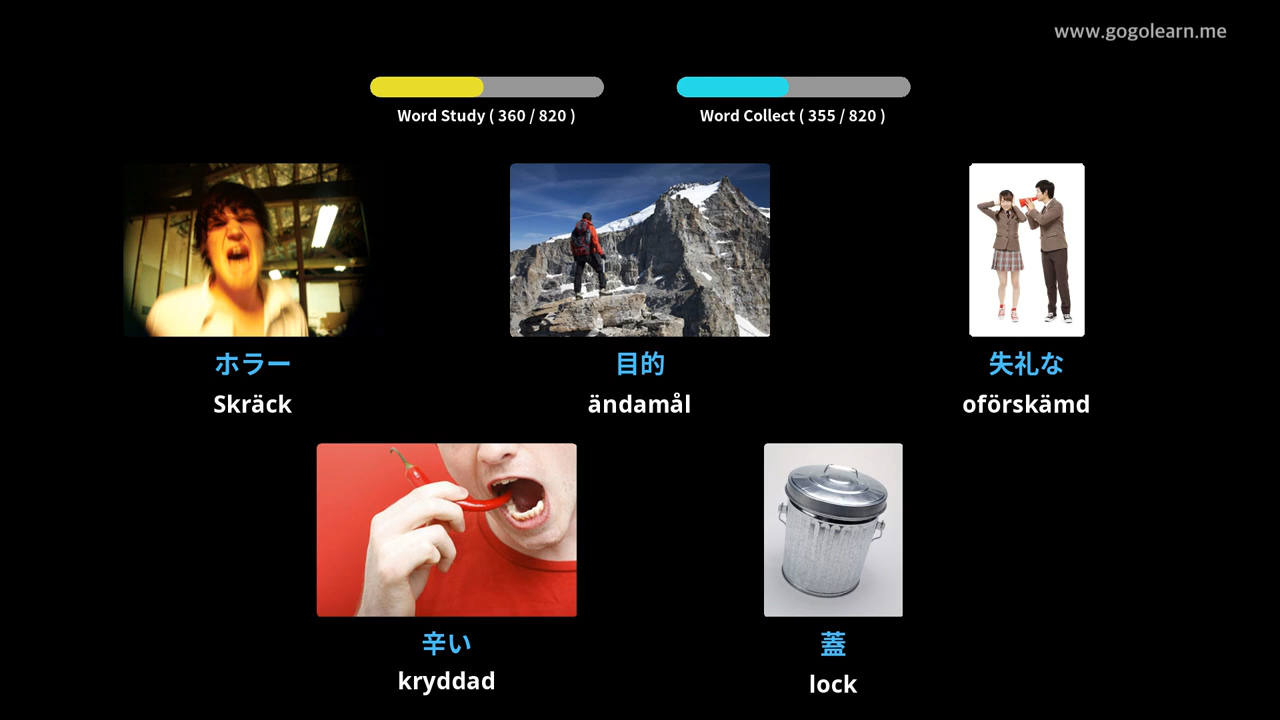 www.gogolearn.me
Word Study ( 360 / 820 )
Word Collect ( 355 / 820 )
ホラー
Skräck
目的
ändamål
失礼な
oförskämd
辛い
kryddad
蓋
lock